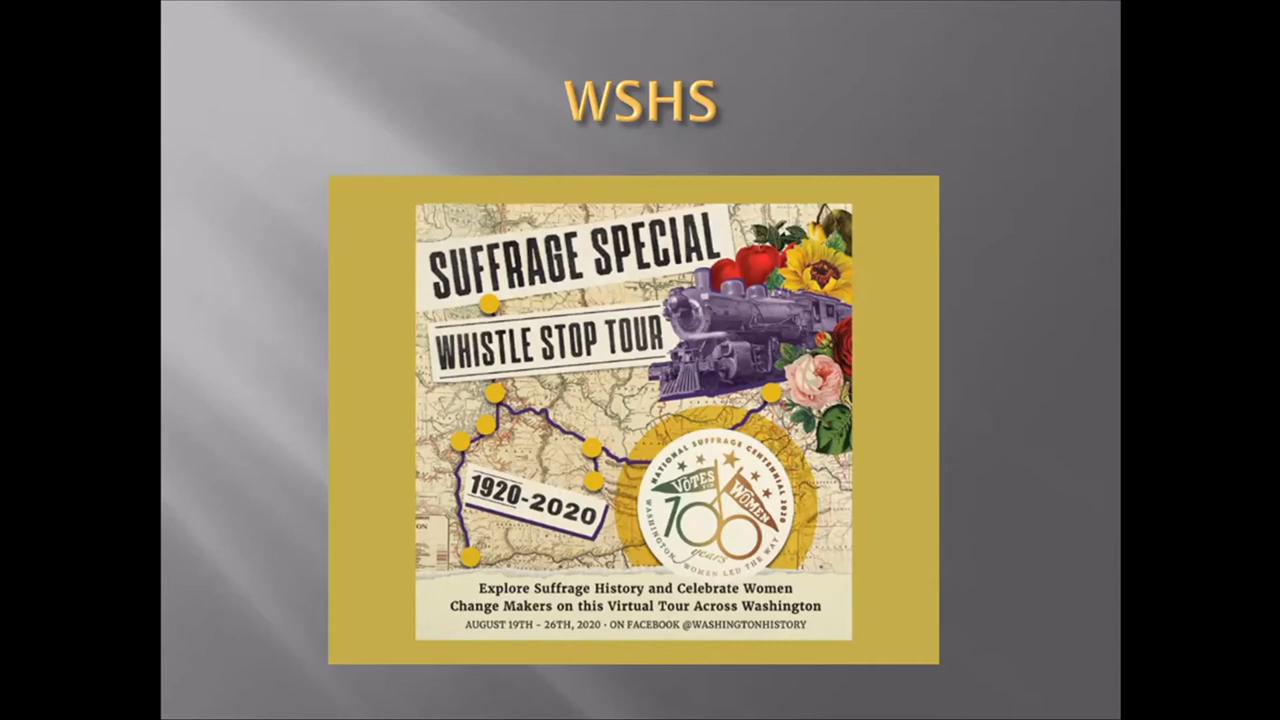 WSHS
SUFFRAGE SPECIAL
WHISTLE STOP TOUR
1920-2020
NATIONAL SUFFRAGE CENTENNIAL 2020
VOTES
WOMEN
100
years
WASHINGTON WOMEN LED THE WAY
Explore Suffrage History and Celebrate Women
Change Makers on this Virtual Tour Across Washington
AUGUST 19TH - 26TH, 2020 · ON FACEBOOK @WASHINGTONHISTORY